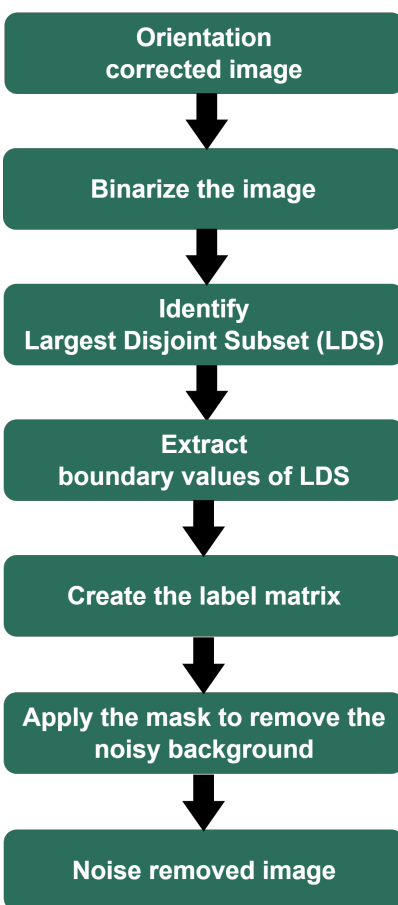 Orientation
corrected image
Binarize the image
Identify
Largest Disjoint Subset (LDS)
Extract
boundary values of LDS
Create the label matrix
Apply the mask to remove the
noisy background
Noise removed image